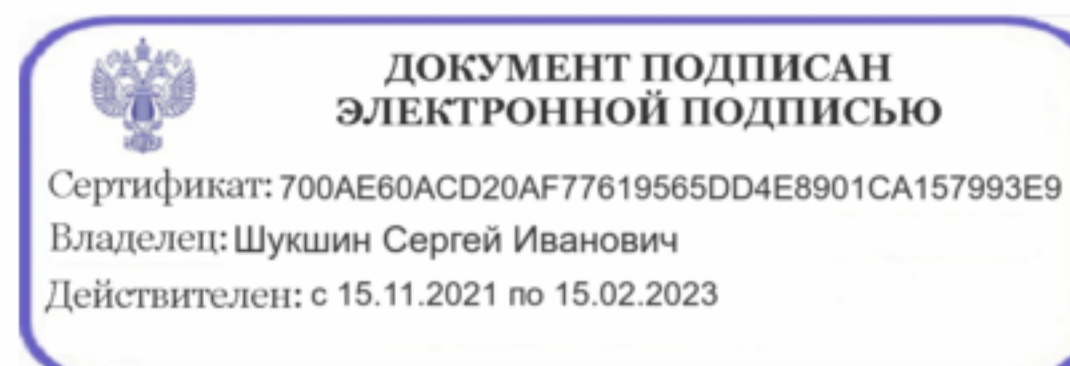 ДОКУМЕНТ ПОДПИСАН
ЭЛЕКТРОННОЙ ПОДПИСЬЮ
Сертификат: 700AE60ACD20AF77619565DD4E8901CA157993E9
Владелец: Шукшин Сергей Иванович
Действителен: с 15.11.2021 по 15.02.2023